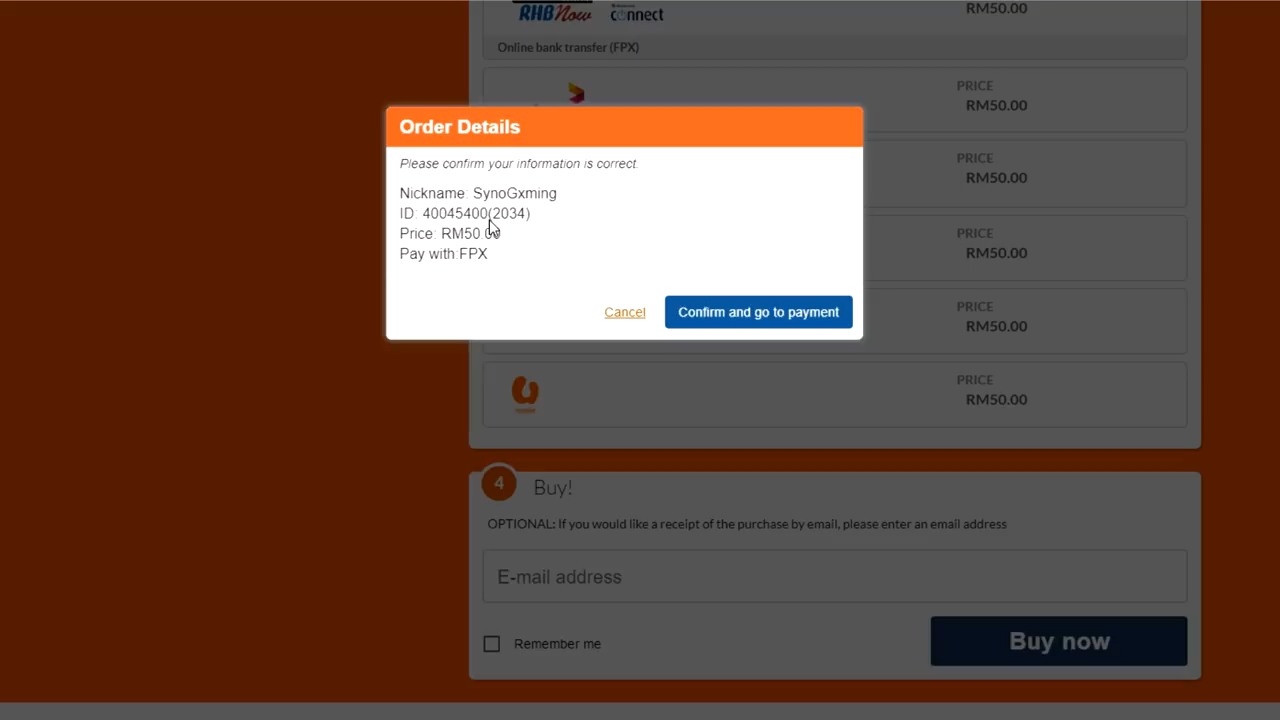 RHBNow connect
RM50.00
Online bank transfer (FPX)
PRICE
RM50.00
Order Details
Please confirm your information is correct.
PRICE
RM50.00
Nickname: SynoGxming
ID: 40045400(2034)
Price: RM50.00
Pay with:FPX
PRICE
RM50.00
Cancel
Confirm and go to payment
PRICE
RM50.00
PRICE
RM50.00
4
Buy!
OPTIONAL: If you would like a receipt of the purchase by email, please enter an email address
E-mail address
Remember me
Buy now